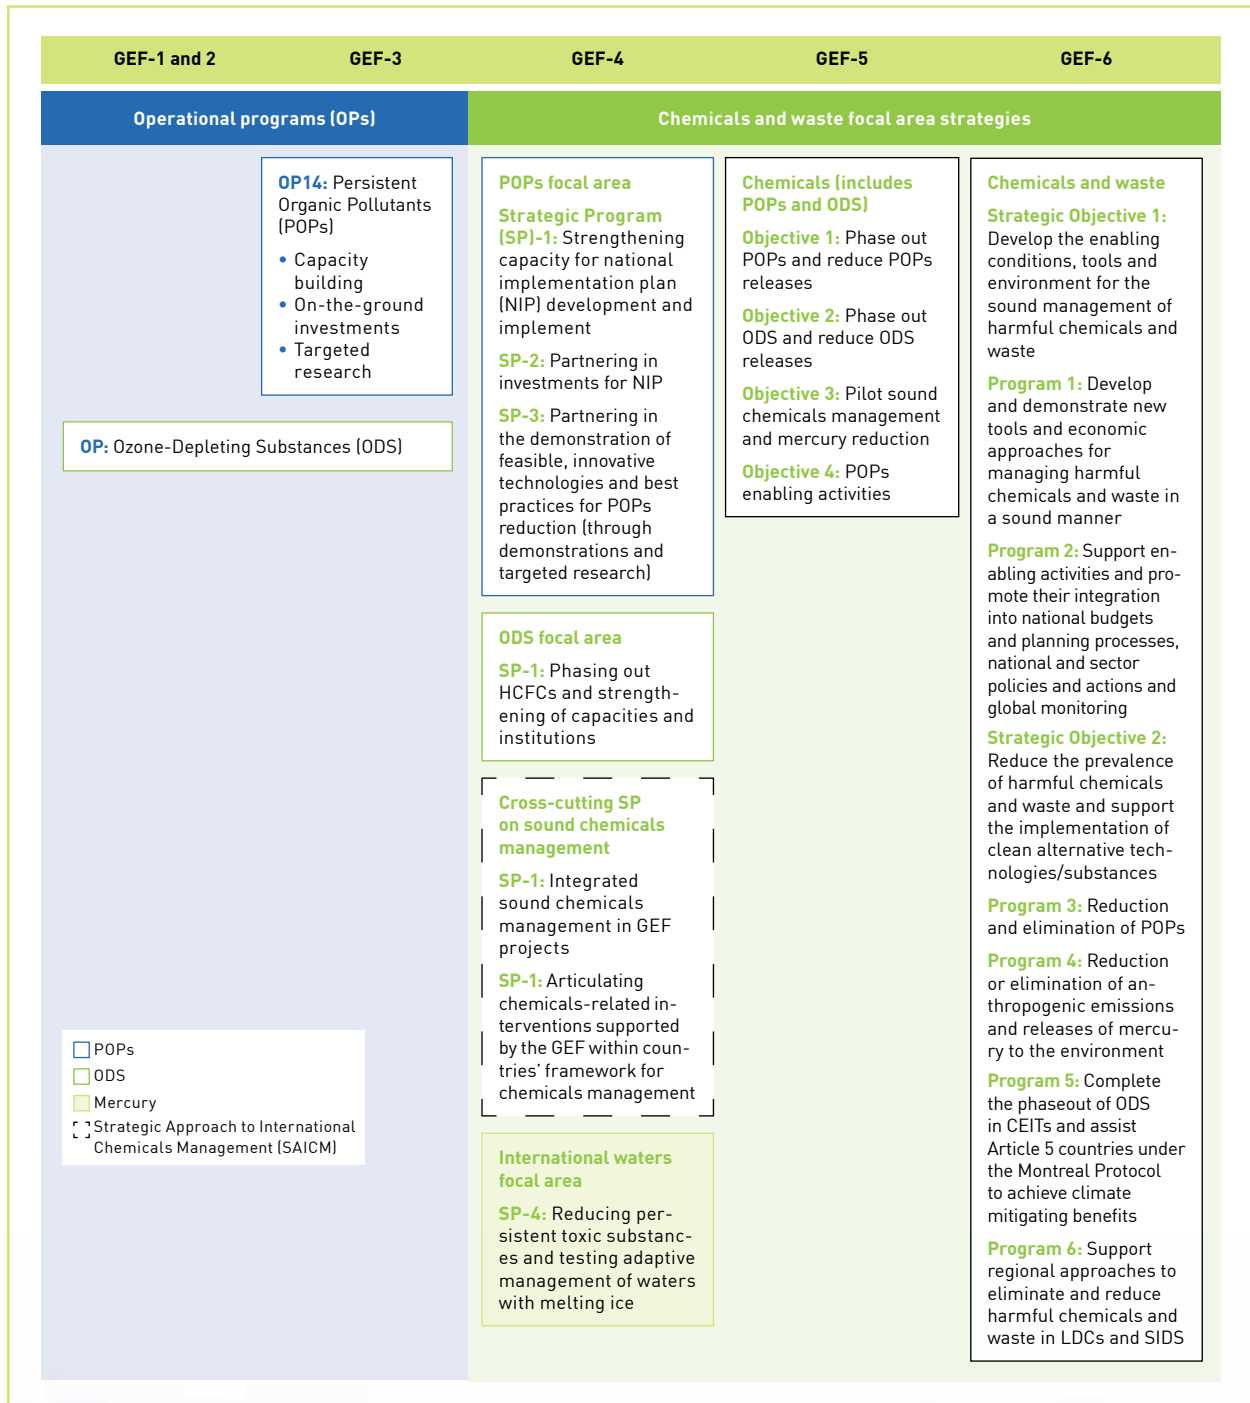 GEF-1 and 2
GEF-3
GEF-4
GEF-5
GEF-6
Operational programs (OPs)
Chemicals and waste focal area strategies
OP14: Persistent
Organic Pollutants
(POPs)
• Capacity
building
• On-the-ground
investments
• Targeted
research
OP: Ozone-Depleting Substances (ODS)
POPs
ODS
Mercury
Strategic Approach to International
Chemicals Management (SAICM)
POPs focal area
Strategic Program
(SP)-1: Strengthening
capacity for national
implementation plan
(NIP) development and
implement
SP-2: Partnering in
investments for NIP
SP-3: Partnering in
the demonstration of
feasible, innovative
technologies and best
practices for POPs
reduction (through
demonstrations and
targeted research)
ODS focal area
SP-1: Phasing out
HCFCs and strength-
ening of capacities and
institutions
Cross-cutting SP
on sound chemicals
management
SP-1: Integrated
sound chemicals
management in GEF
projects
SP-1: Articulating
chemicals-related in-
terventions supported
by the GEF within coun-
tries’ framework for
chemicals management
International waters
focal area
SP-4: Reducing per-
sistent toxic substanc-
es and testing adaptive
management of waters
with melting ice
Chemicals (includes
POPs and ODS)
Objective 1: Phase out
POPs and reduce POPs
releases
Objective 2: Phase out
ODS and reduce ODS
releases
Objective 3: Pilot sound
chemicals management
and mercury reduction
Objective 4: POPs
enabling activities
Chemicals and waste
Strategic Objective 1:
Develop the enabling
conditions, tools and
environment for the
sound management of
harmful chemicals and
waste
Program 1: Develop
and demonstrate new
tools and economic
approaches for
managing harmful
chemicals and waste in
a sound manner
Program 2: Support en-
abling activities and pro-
mote their integration
into national budgets
and planning processes,
national and sector
policies and actions and
global monitoring
Strategic Objective 2:
Reduce the prevalence
of harmful chemicals
and waste and support
the implementation of
clean alternative tech-
nologies/substances
Program 3: Reduction
and elimination of POPs
Program 4: Reduction
or elimination of an-
thropogenic emissions
and releases of mercu-
ry to the environment
Program 5: Complete
the phaseout of ODS
in CEITs and assist
Article 5 countries under
the Montreal Protocol
to achieve climate
mitigating benefits
Program 6: Support
regional approaches to
eliminate and reduce
harmful chemicals and
waste in LDCs and SIDS